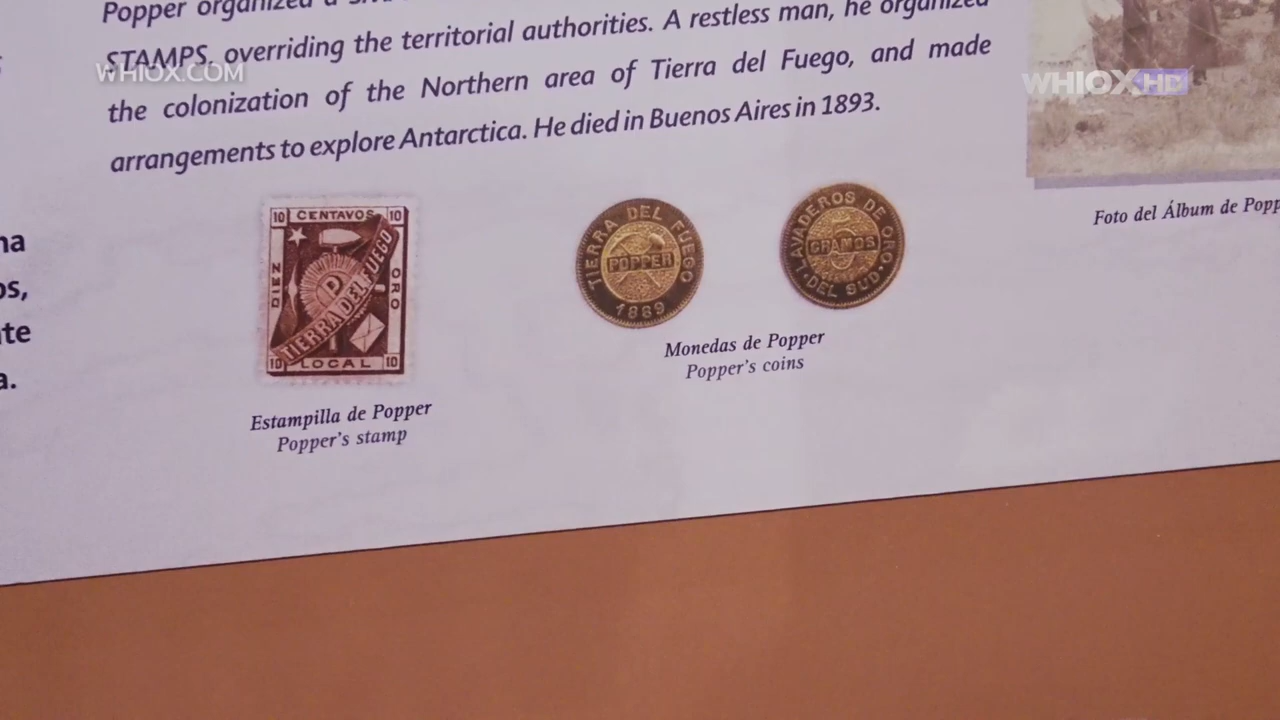 Popper organized a
STAMPS, overriding the territorial authorities. A restless man, he organized
the colonization of the Northern area of Tierra del Fuego, and made
arrangements to explore Antarctica. He died in Buenos Aires in 1893.
WHIOX.COM
WHIOX HD
10 CENTAVOS 10
DIEZ
ORO
P
TIERRA DEL FUEGO
10 LOCAL 10
TIERRA DEL FUEGO
POPPER
1889
LAVADEROS DE ORO
5
GRAMOS
DEL SUD
Foto del Álbum de Popp
Monedas de Popper
Popper's coins
Estampilla de Popper
Popper's stamp
na
os,
te
a.